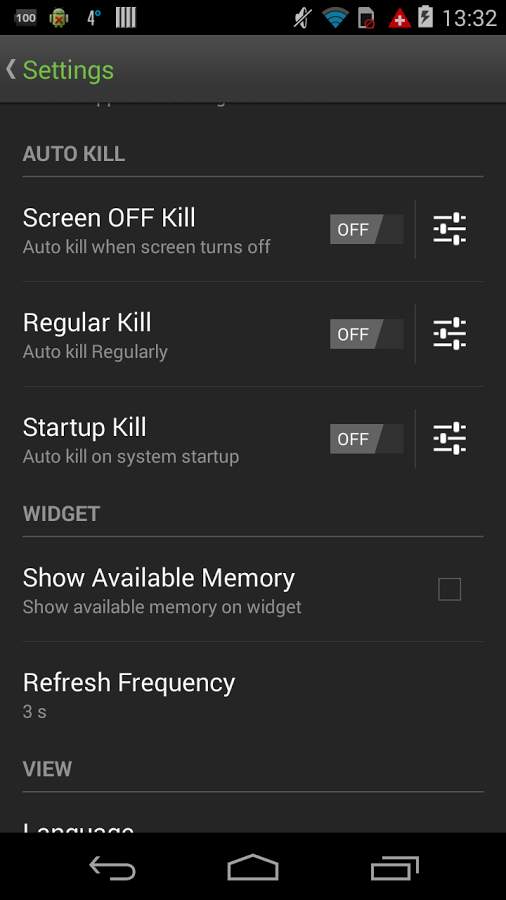 100 4° 13:32
Settings
AUTO KILL
Screen OFF Kill
Auto kill when screen turns off
OFF
Regular Kill
Auto kill Regularly
OFF
Startup Kill
Auto kill on system startup
OFF
WIDGET
Show Available Memory
Show available memory on widget
Refresh Frequency
3 s
VIEW
Language